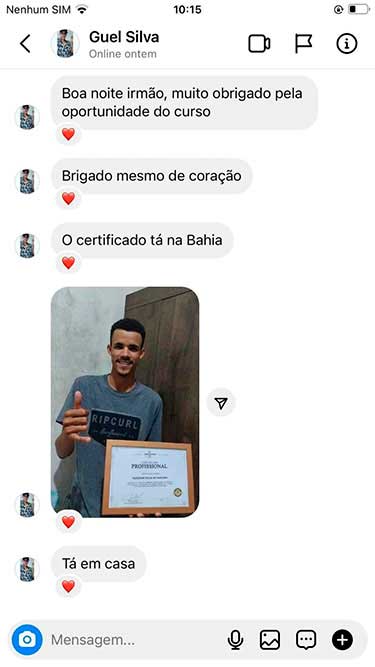 Nenhum SIM
10:15
Guel Silva
Online ontem
Boa noite irmão, muito obrigado pela
oportunidade do curso
Brigado mesmo de coração
O certificado tá na Bahia
RIPCURL
PROFISSIONAL
Tá em casa
Mensagem...